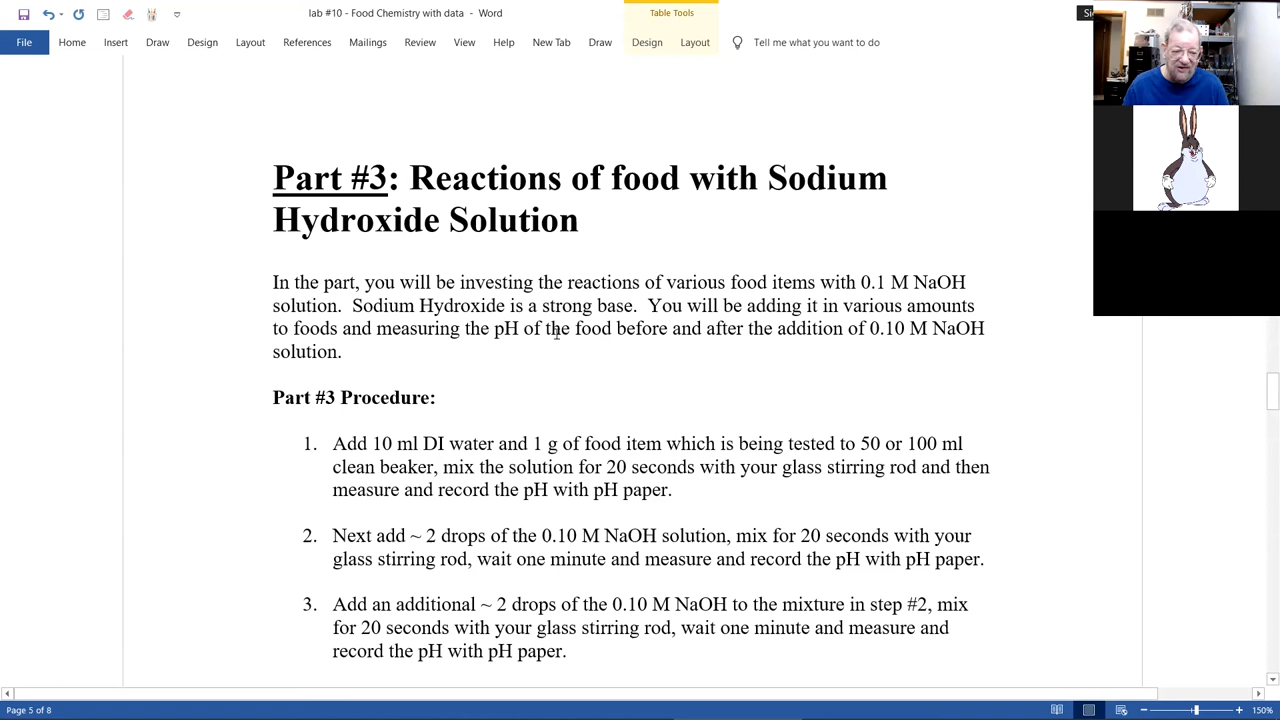 lab #10 - Food Chemistry with data - Word
Table Tools
File Home Insert Draw Design Layout References Mailings Review View Help New Tab Draw Design Layout Tell me what you want to do
Part #3: Reactions of food with Sodium
Hydroxide Solution
In the part, you will be investing the reactions of various food items with 0.1 M NaOH
solution. Sodium Hydroxide is a strong base. You will be adding it in various amounts
to foods and measuring the pH of the food before and after the addition of 0.10 M NaOH
solution.
Part #3 Procedure:
1. Add 10 ml DI water and 1 g of food item which is being tested to 50 or 100 ml
clean beaker, mix the solution for 20 seconds with your glass stirring rod and then
measure and record the pH with pH paper.
2. Next add ~ 2 drops of the 0.10 M NaOH solution, mix for 20 seconds with your
glass stirring rod, wait one minute and measure and record the pH with pH paper.
3. Add an additional ~ 2 drops of the 0.10 M NaOH to the mixture in step #2, mix
for 20 seconds with your glass stirring rod, wait one minute and measure and
record the pH with pH paper.
Page 5 of 8
150%